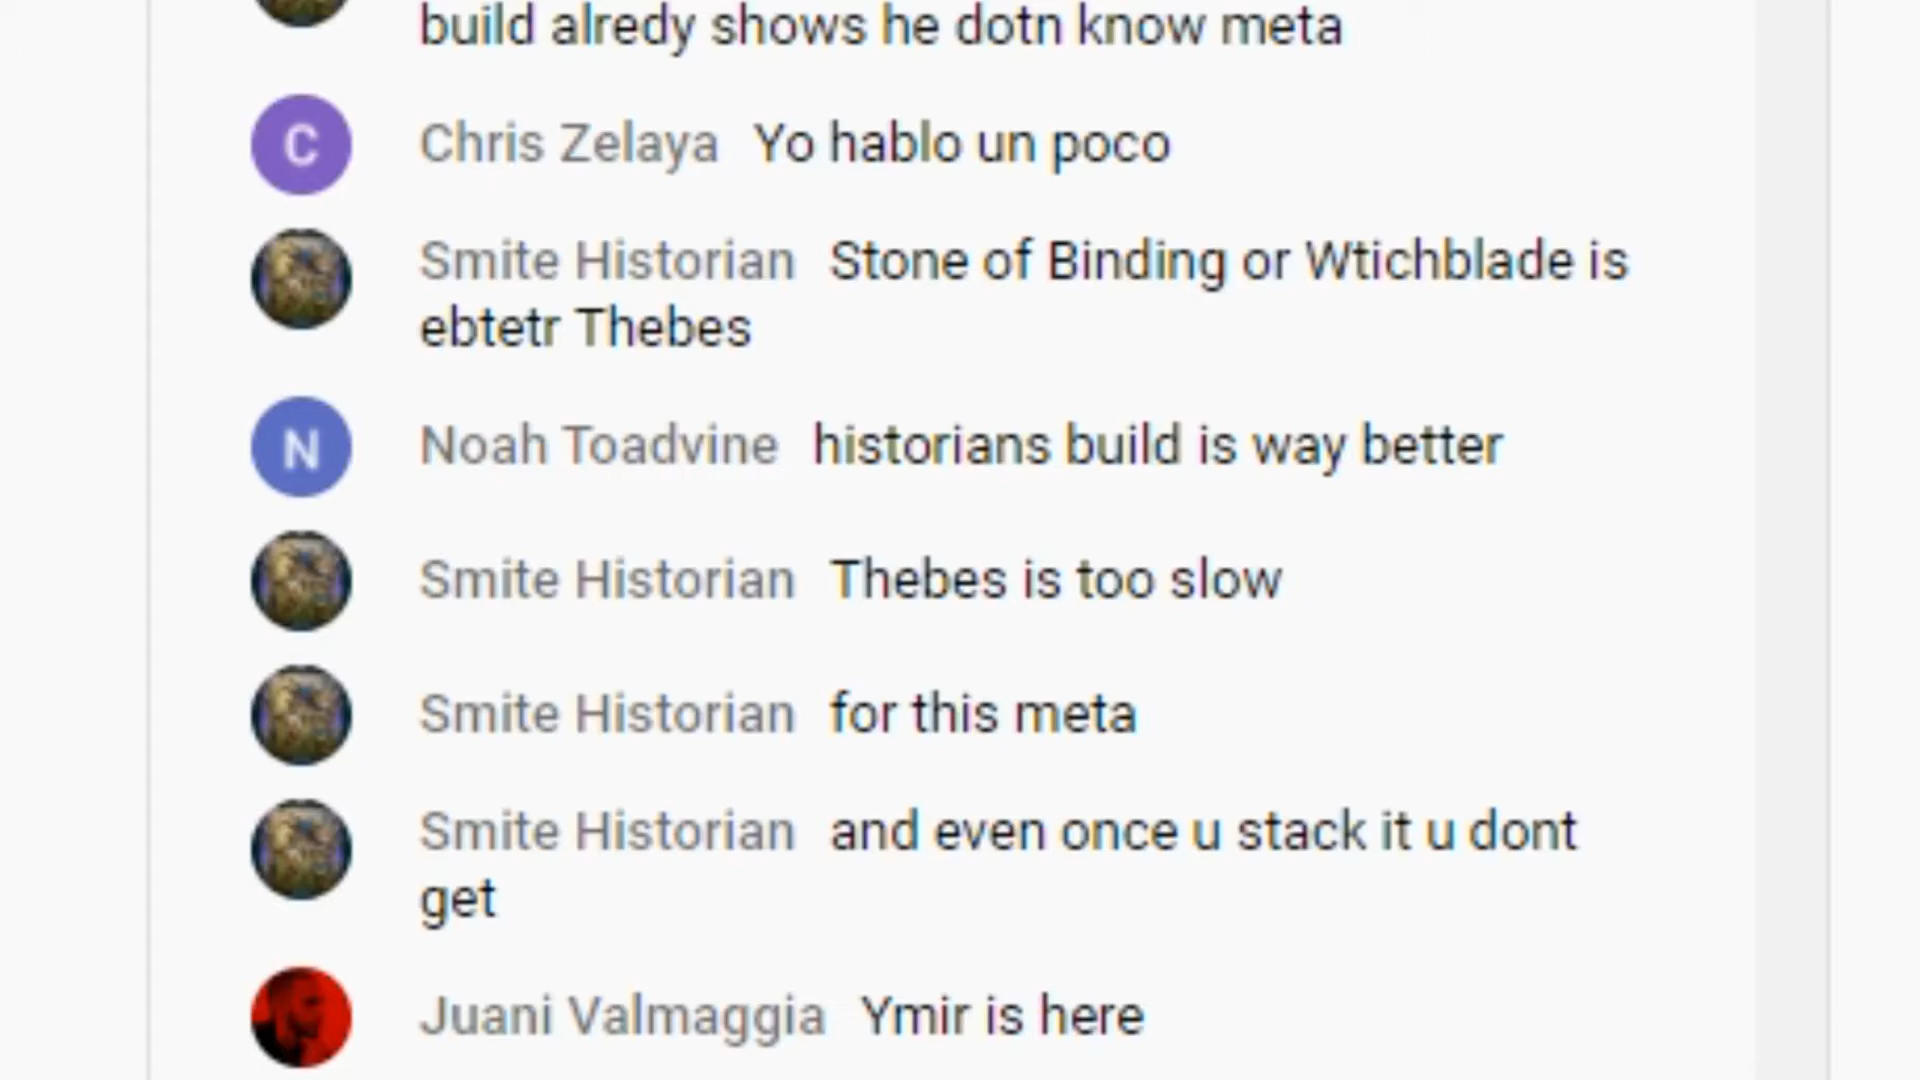 build alredy shows he dotn know meta
C
Chris Zelaya Yo hablo un poco
Smite Historian Stone of Binding or Wtichblade is
ebtetr Thebes
N
Noah Toadvine historians build is way better
Smite Historian Thebes is too slow
Smite Historian for this meta
Smite Historian and even once u stack it u dont
get
Juani Valmaggia Ymir is here